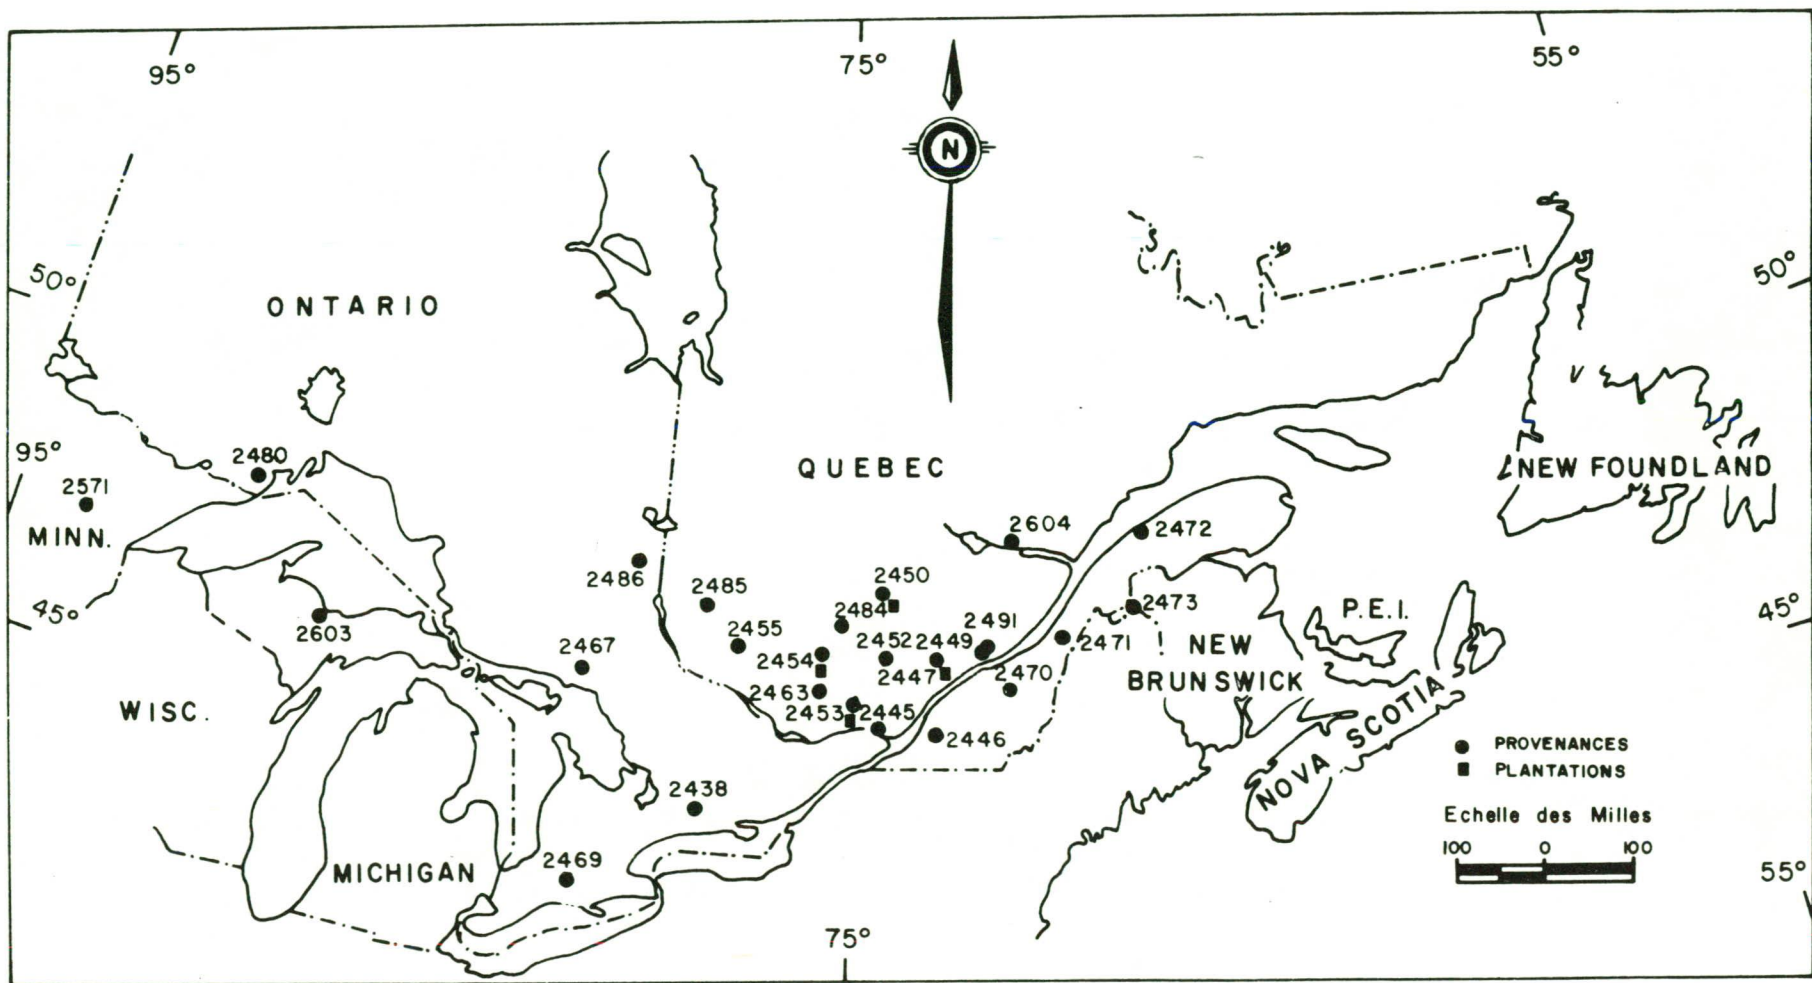 95°
75°
55°
N
50°
50°
ONTARIO
95°
2480
QUEBEC
NEW FOUNDLAND
2571
MINN.
2604
2472
2486
2485
2450
2484
2473
P.E.I.
45°
45°
2603
2455
2491
2452
2449
2471
NEW
BRUNSWICK
2467
2454
2447
2470
2463
WISC.
2453
2445
2446
NOVA SCOTIA
PROVENANCES
PLANTATIONS
2438
Echelle des Milles
100 0 100
2469
MICHIGAN
55°
75°